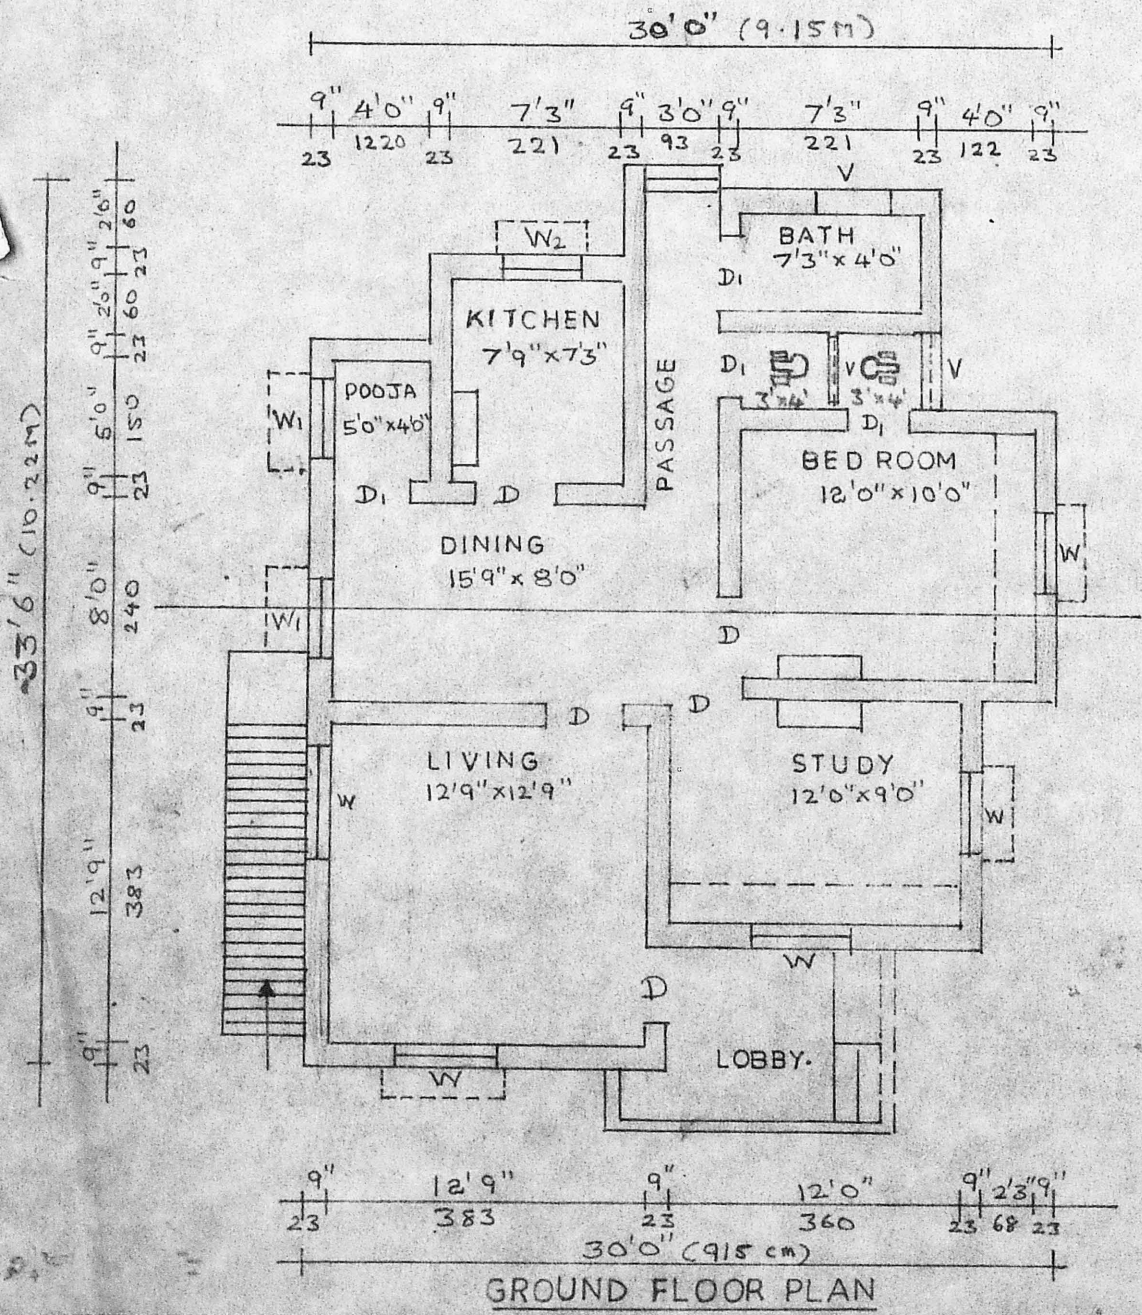 30'0" (9.15M)
9" 4'0" 9" 7'3" 9" 3'0" 9" 7'3" 9" 4'0" 9"
23 1220 23 221 23 93 23 221 23 122 23
V
W2
BATH
7'3" x 4'0"
D1
KITCHEN
7'9" x 7'3"
PASSAGE
D1 V V
3'x4' 3'x4'
D1
POOJA
5'0" x 4'0"
W1
BED ROOM
12'0" x 10'0"
D1 D
DINING
15'9" x 8'0"
W
W1
D
D D
LIVING
12'9" x 12'9"
STUDY
12'0" x 9'0"
W
W
W
D
LOBBY.
W
33'6" (10.22M)
2'0" 9" 2'0" 9" 5'0" 9" 8'0" 9" 12'9" 9"
60 23 60 23 150 23 240 23 383 23
9" 12'9" 9" 12'0" 9" 2'3" 9"
23 383 23 360 23 68 23
30'0" (915 cm)
GROUND FLOOR PLAN